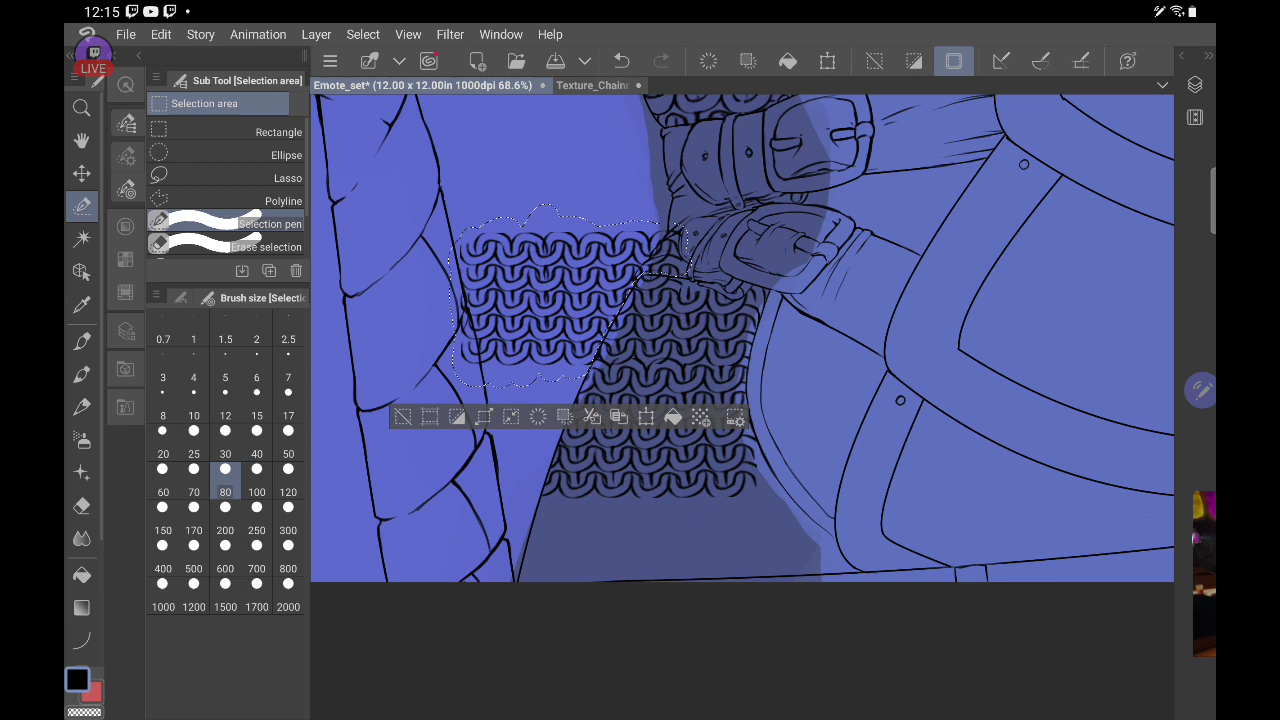 12:15
File Edit Story Animation Layer Select View Filter Window Help
LIVE
Sub Tool [Selection area]
Emote_set* (12.00 x 12.00in 1000dpi 68.6%)
Texture_Chainm
Selection area
Rectangle
Ellipse
Lasso
Polyline
Selection pen
Erase selection
Brush size [Selectic
0.7 1 1.5 2 2.5
3 4 5 6 7
8 10 12 15 17
20 25 30 40 50
60 70 80 100 120
150 170 200 250 300
400 500 600 700 800
1000 1200 1500 1700 2000